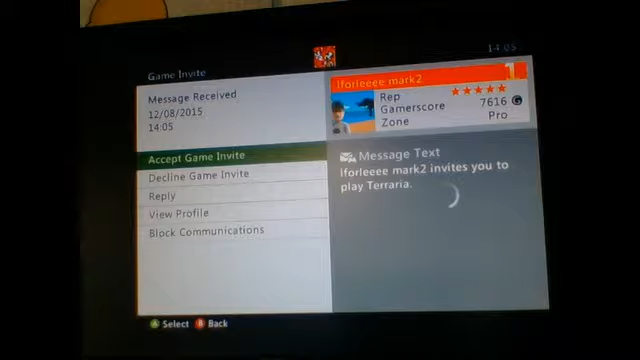 14:05
Game Invite
Message Received
12/08/2015
14:05
Accept Game Invite
Decline Game Invite
Reply
View Profile
Block Communications
lforleeee mark2
1
Rep
Gamerscore 7616 G
Zone Pro
Message Text
lforleeee mark2 invites you to
play Terraria.
A Select B Back